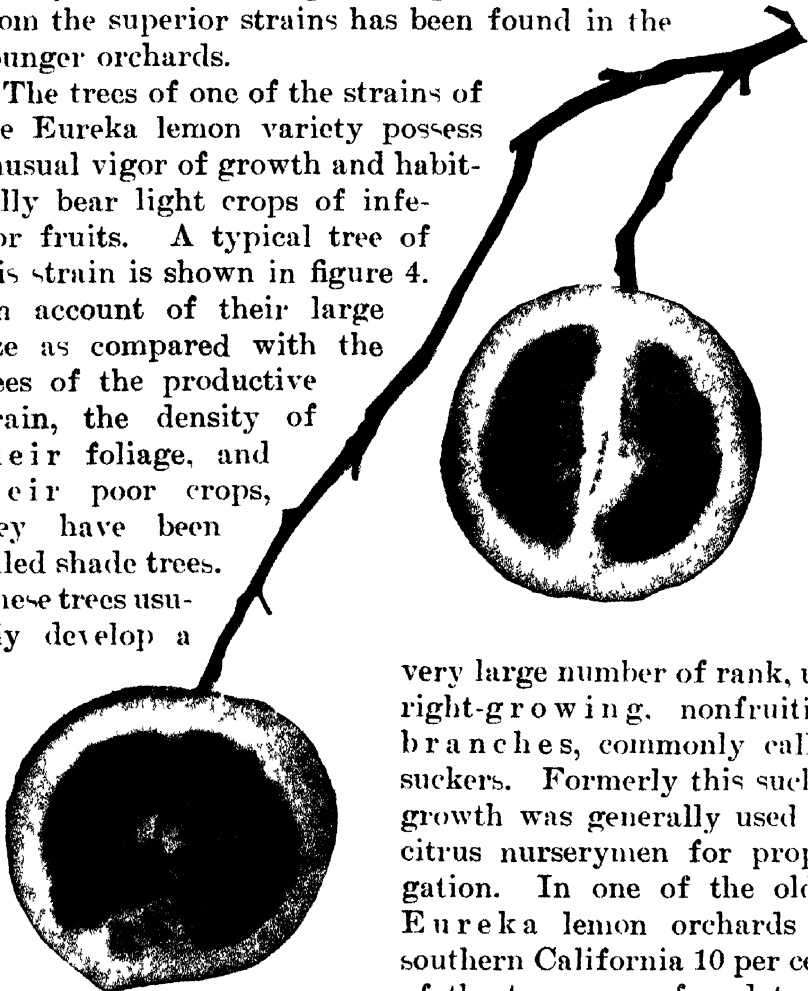 om the superior strains has been found in the
unger orchards.
The trees of one of the strains of
e Eureka lemon variety possess
usual vigor of growth and habit-
lly bear light crops of infe-
or fruits. A typical tree of
is strain is shown in figure 4.
n account of their large
ze as compared with the
ees of the productive
rain, the density of
eir foliage, and
eir poor crops,
ey have been
led shade trees.
hese trees usu-
ly develop a
very large number of rank, u
right-growing, nonfruiti
branches, commonly cal
suckers. Formerly this suc
growth was generally used
citrus nurserymen for prop
gation. In one of the old
Eureka lemon orchards
southern California 10 per ce